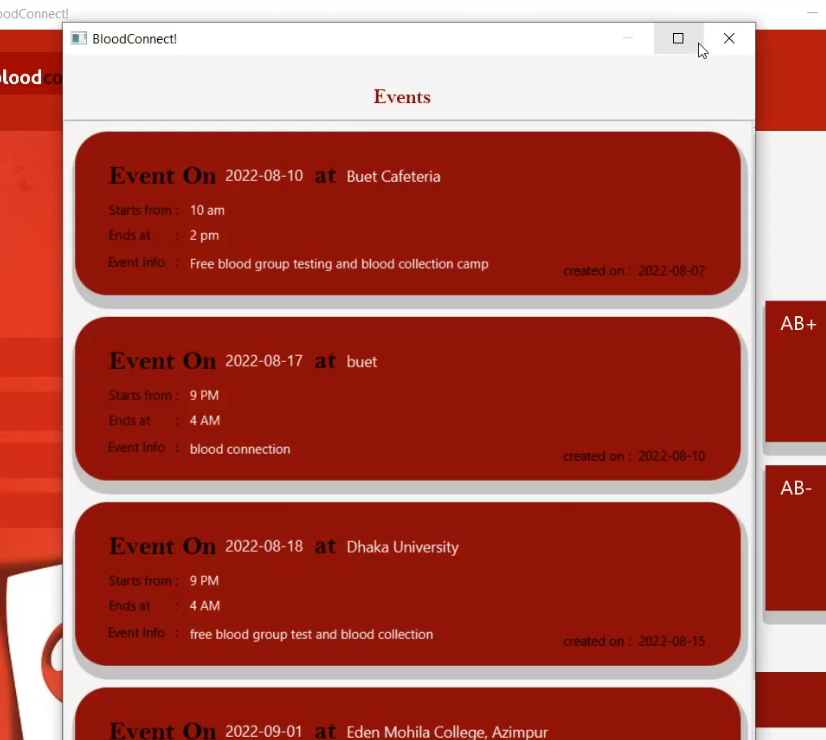 oodConnect!
BloodConnect!
bloodco
Events
Event On 2022-08-10 at Buet Cafeteria
Starts from : 10 am
Ends at : 2 pm
Event Info : Free blood group testing and blood collection camp
created on : 2022-08-07
Event On 2022-08-17 at buet
Starts from : 9 PM
Ends at : 4 AM
Event Info : blood connection
created on : 2022-08-10
Event On 2022-08-18 at Dhaka University
Starts from : 9 PM
Ends at : 4 AM
Event Info : free blood group test and blood collection
created on : 2022-08-15
Event On 2022-09-01 at Eden Mohila College, Azimpur
AB+
AB-